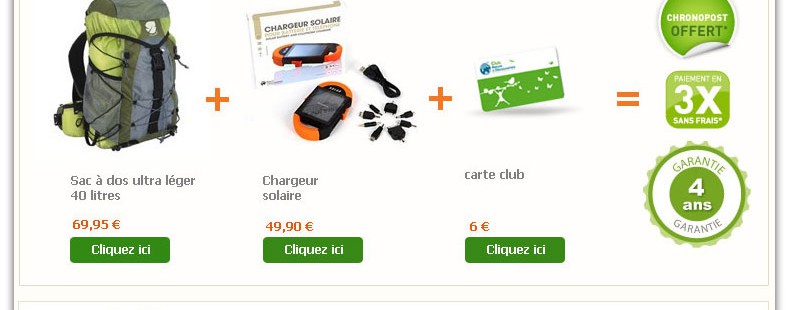 CHARGEUR SOLAIRE
CHRONOPOST
OFFERT*
PAIEMENT EN
3X
SANS FRAIS*
GARANTIE
4
ans
GARANTIE
Sac à dos ultra léger
40 litres
69,95 €
Cliquez ici
Chargeur
solaire
49,90 €
Cliquez ici
carte club
6 €
Cliquez ici